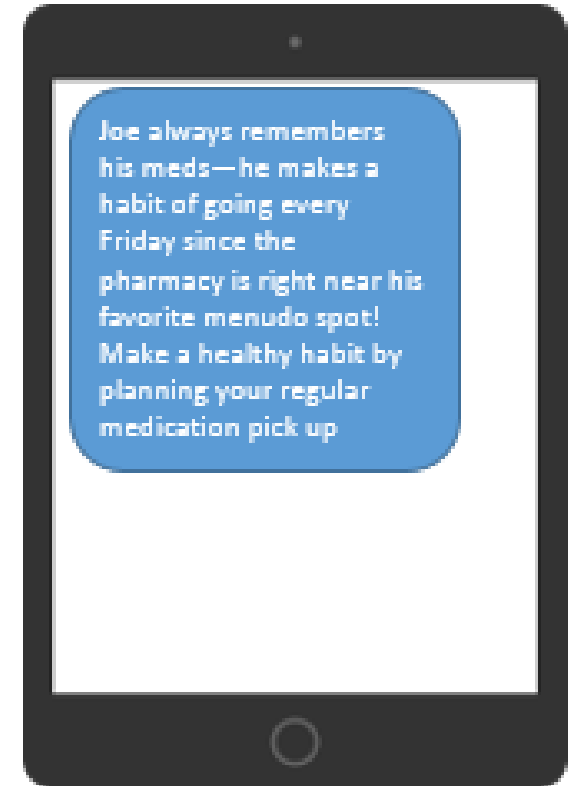 Joe always remembers
his meds—he makes a
habit of going every
Friday since the
pharmacy is right near his
favorite menudo spot!
Make a healthy habit by
planning your regular
medication pick up